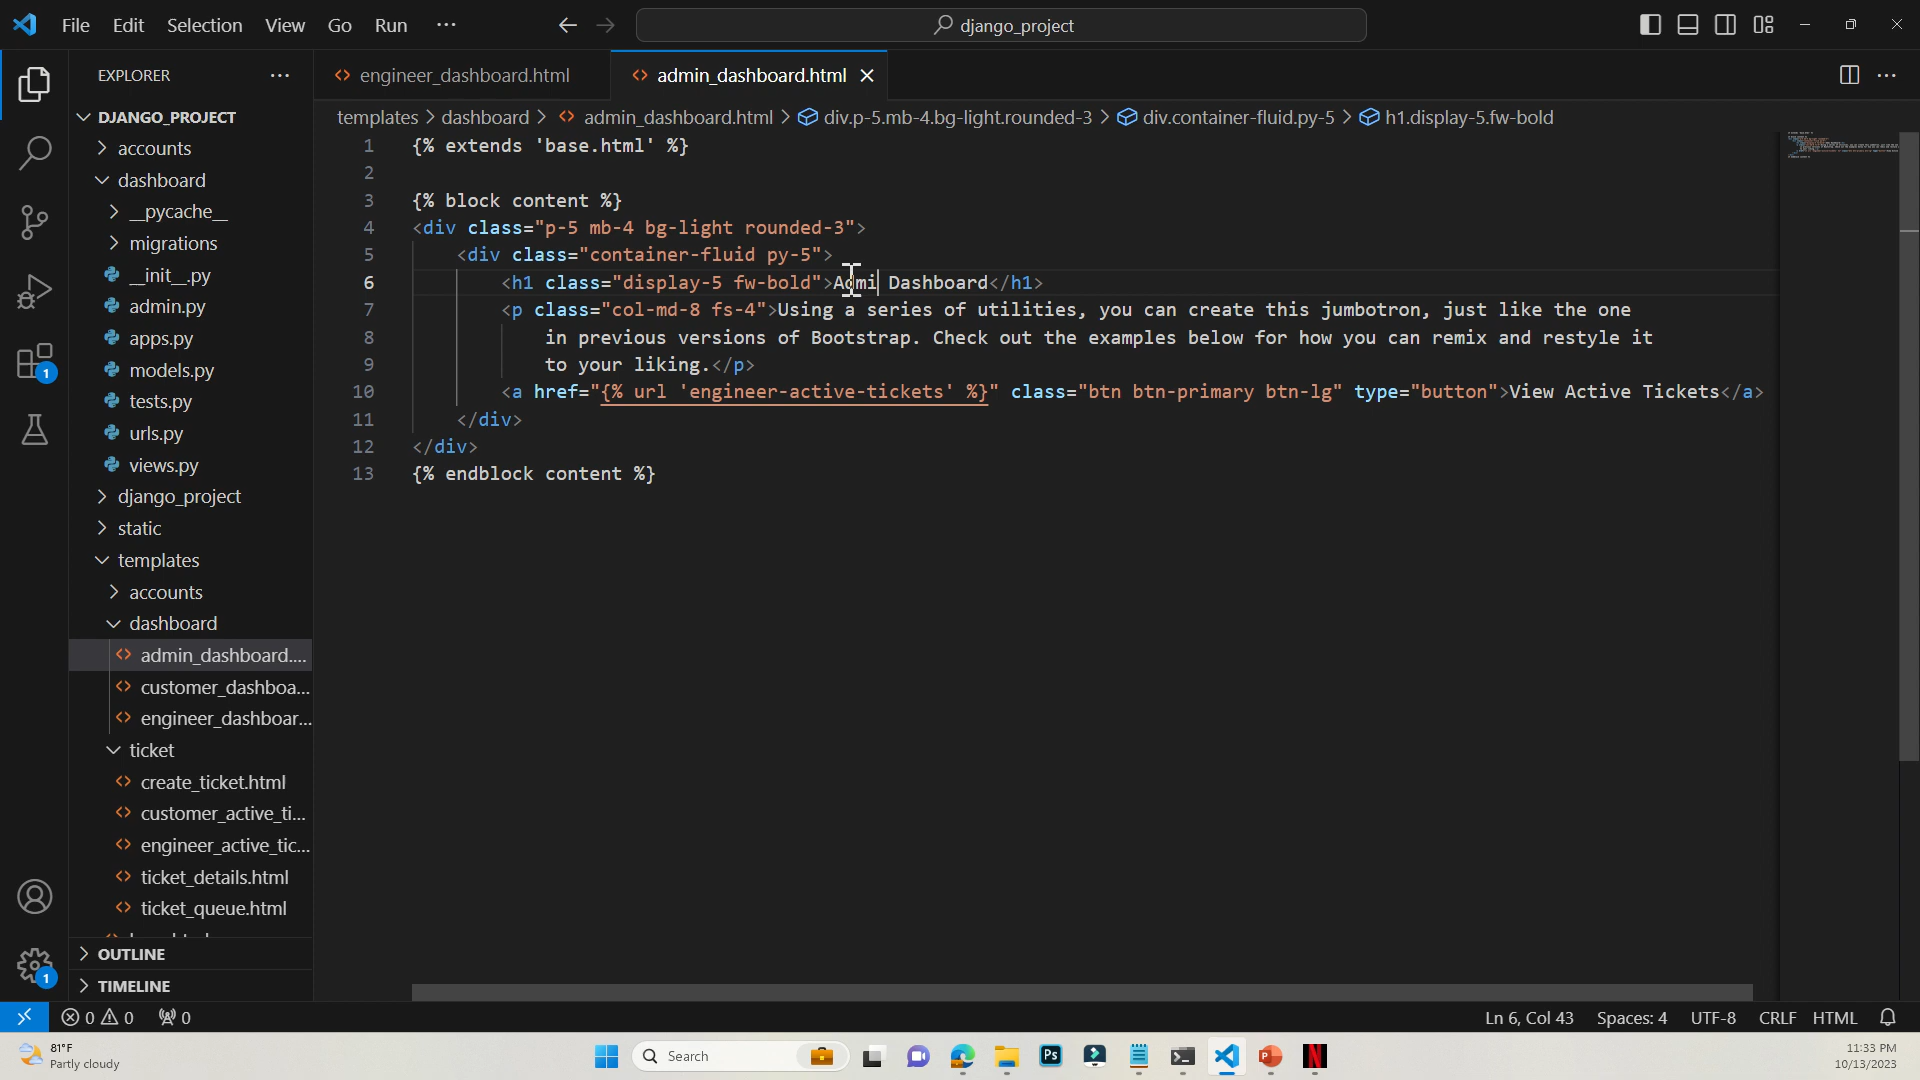 File Edit Selection View Go Run ··· django_project
EXPLORER ···
engineer_dashboard.html admin_dashboard.html
templates > dashboard > admin_dashboard.html > div.p-5.mb-4.bg-light.rounded-3 > div.container-fluid.py-5 > h1.display-5.fw-bold
DJANGO_PROJECT
accounts
dashboard
__pycache__
migrations
__init__.py
admin.py
apps.py
models.py
tests.py
urls.py
views.py
django_project
static
templates
accounts
dashboard
admin_dashboard....
customer_dashboa...
engineer_dashboar...
ticket
create_ticket.html
customer_active_ti...
engineer_active_tic...
ticket_details.html
ticket_queue.html
OUTLINE
TIMELINE
1 {% extends 'base.html' %}
2
3 {% block content %}
4 <div class="p-5 mb-4 bg-light rounded-3">
5 <div class="container-fluid py-5">
6 <h1 class="display-5 fw-bold">Admi Dashboard</h1>
7 <p class="col-md-8 fs-4">Using a series of utilities, you can create this jumbotron, just like the one
8 in previous versions of Bootstrap. Check out the examples below for how you can remix and restyle it
9 to your liking.</p>
10 <a href="{% url 'engineer-active-tickets' %}" class="btn btn-primary btn-lg" type="button">View Active Tickets</a>
11 </div>
12 </div>
13 {% endblock content %}
1
1
0 0 0 Ln 6, Col 43 Spaces: 4 UTF-8 CRLF HTML
81°F
Partly cloudy
Search
Ps
P
N
11:33 PM
10/13/2023